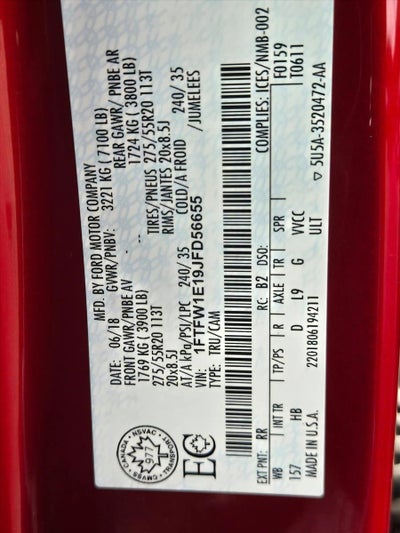 MFD. BY FORD MOTOR COMPANY
DATE: 06/18 GVWR/PNBV: 3221 KG (7100 LB)
FRONT GAWR/ PNBE AV REAR GAWR/ PNBE AR
1769 KG (3900 LB) 1724 KG (3800 LB)
275/55R20 113T TIRES/PNEUS 275/55R20 113T
20x8.5J RIMS/JANTES 20x8.5J
AT/A kPa/PSI/LPC 240/ 35 COLD/A FROID 240/ 35
VIN: 1FTFW1E19JFD56655 /JUMELEES
TYPE: TRU/CAM
CANADA NSVAC TRANSPORT CMVSS
977
EC
COMPLIES: ICES/NMB-002
EXT PNT: RR RC: B2 DSO: F0159
WB INT TR TP/PS R AXLE TR SPR T0611
157 HB D L9 G VVCC
2201806194211 ULT
MADE IN U.S.A. ▽ 5U5A-3520472-AA